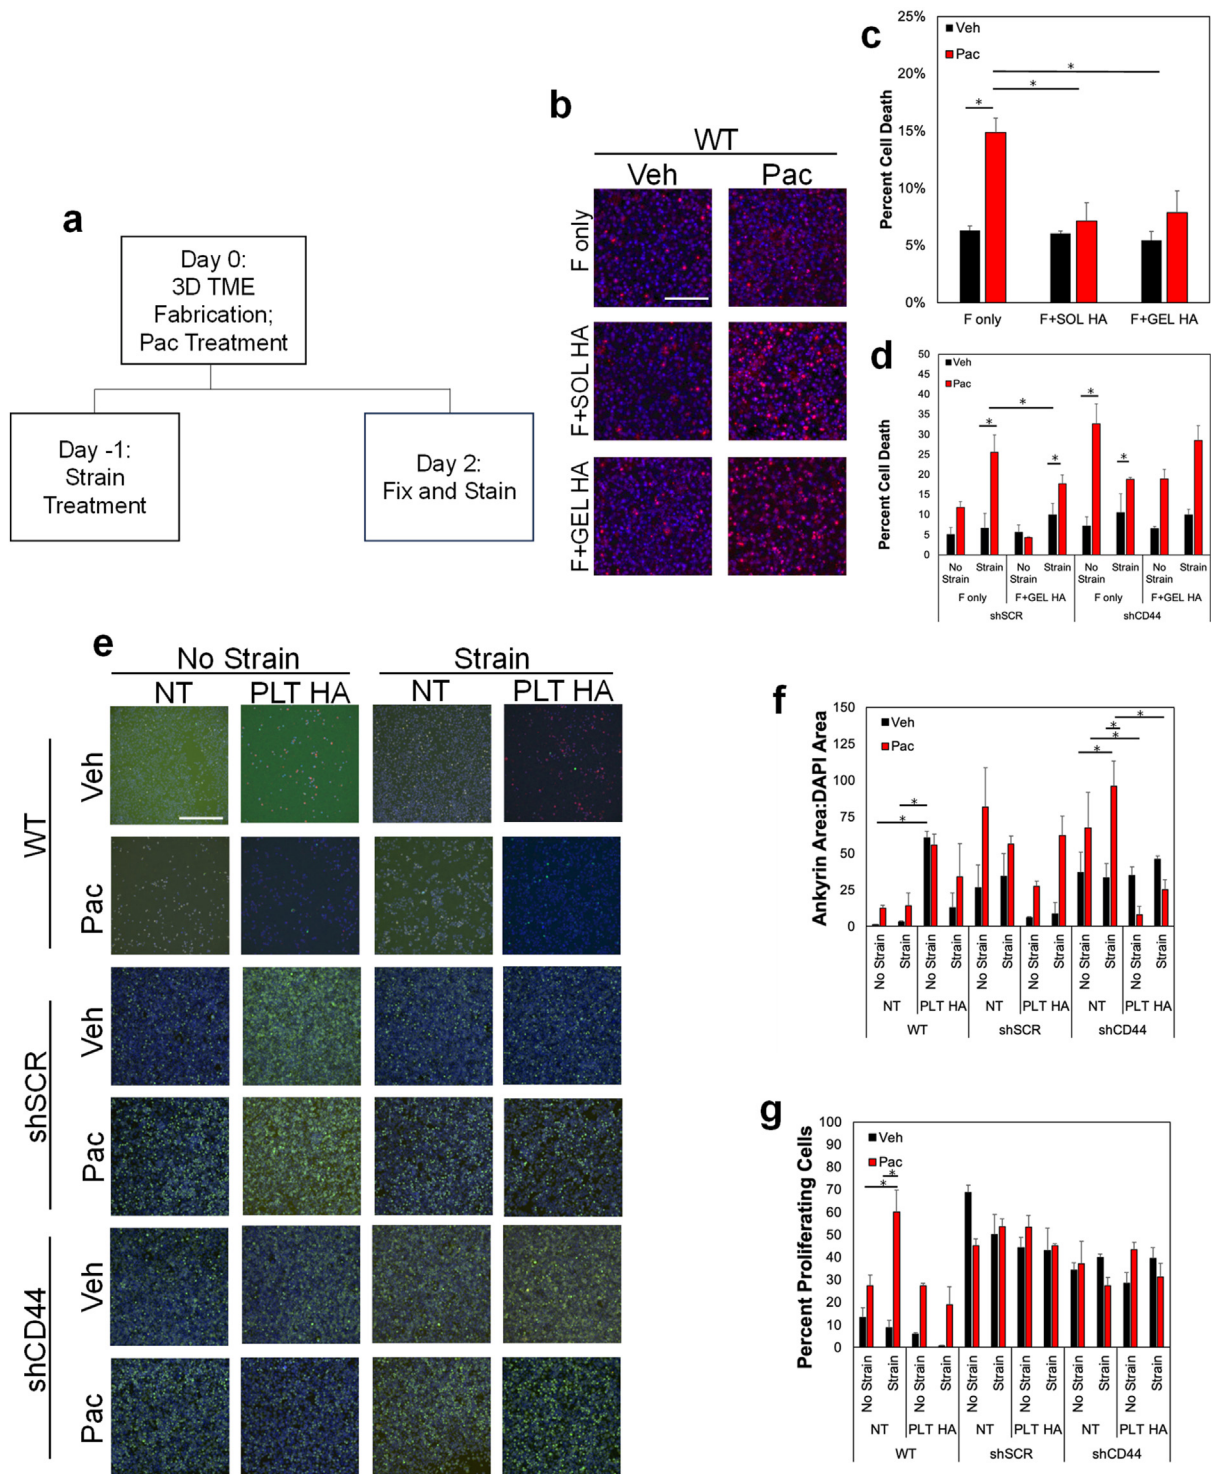 a
Day 0:
3D TME
Fabrication;
Pac Treatment
Day -1:
Strain
Treatment
Day 2:
Fix and Stain
b
WT
Veh Pac
F only
F+SOL HA
F+GEL HA
c
Percent Cell Death
25%
20%
15%
10%
5%
0%
Veh
Pac
*
*
*
F only F+SOL HA F+GEL HA
d
Percent Cell Death
50
45
40
35
30
25
20
15
10
5
0
Veh
Pac
*
*
*
*
*
No Strain Strain No Strain Strain No Strain Strain No Strain Strain
F only F+GEL HA F only F+GEL HA
shSCR shCD44
e
No Strain Strain
NT PLT HA NT PLT HA
WT
Veh
Pac
shSCR
Veh
Pac
shCD44
Veh
Pac
f
Ankyrin Area:DAPI Area
150
125
100
75
50
25
0
Veh
Pac
*
*
*
*
*
*
No Strain Strain No Strain Strain No Strain Strain No Strain Strain No Strain Strain No Strain Strain
NT PLT HA NT PLT HA NT PLT HA
WT shSCR shCD44
g
Percent Proliferating Cells
100
90
80
70
60
50
40
30
20
10
0
Veh
Pac
*
*
No Strain Strain No Strain Strain No Strain Strain No Strain Strain No Strain Strain No Strain Strain
NT PLT HA NT PLT HA NT PLT HA
WT shSCR shCD44